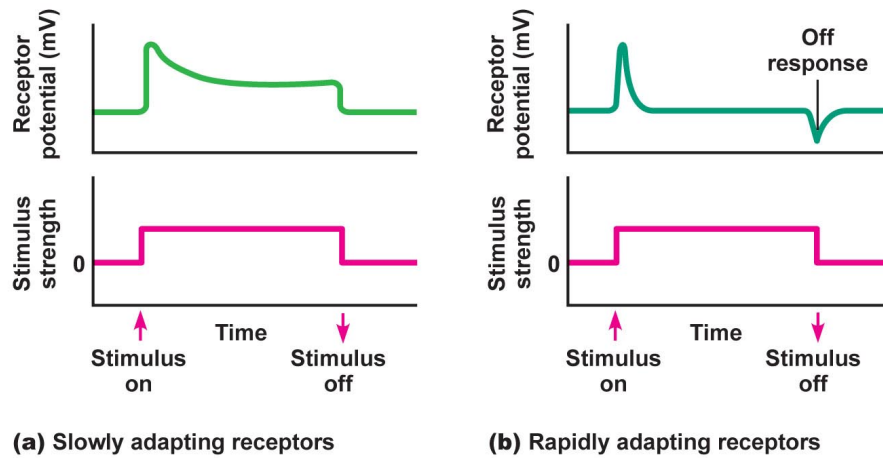 Receptor
potential (mV)
Stimulus
strength
0
Time
Stimulus
on
Stimulus
off
(a) Slowly adapting receptors
Receptor
potential (mV)
Off
response
Stimulus
strength
0
Time
Stimulus
on
Stimulus
off
(b) Rapidly adapting receptors